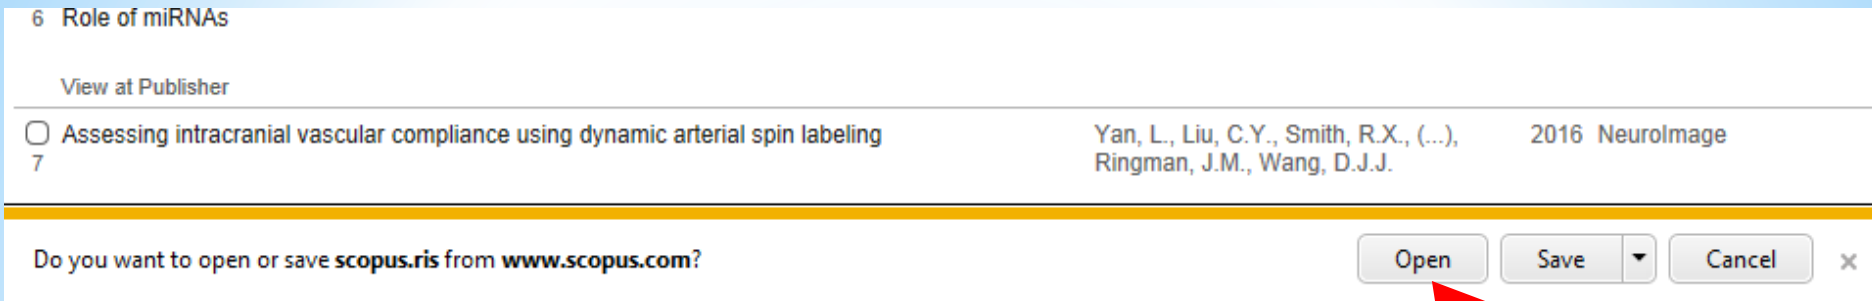 6 Role of miRNAs
View at Publisher
Assessing intracranial vascular compliance using dynamic arterial spin labeling Yan, L., Liu, C.Y., Smith, R.X., (...), 2016 NeuroImage
7 Ringman, J.M., Wang, D.J.J.
Do you want to open or save scopus.ris from www.scopus.com? Open Save Cancel